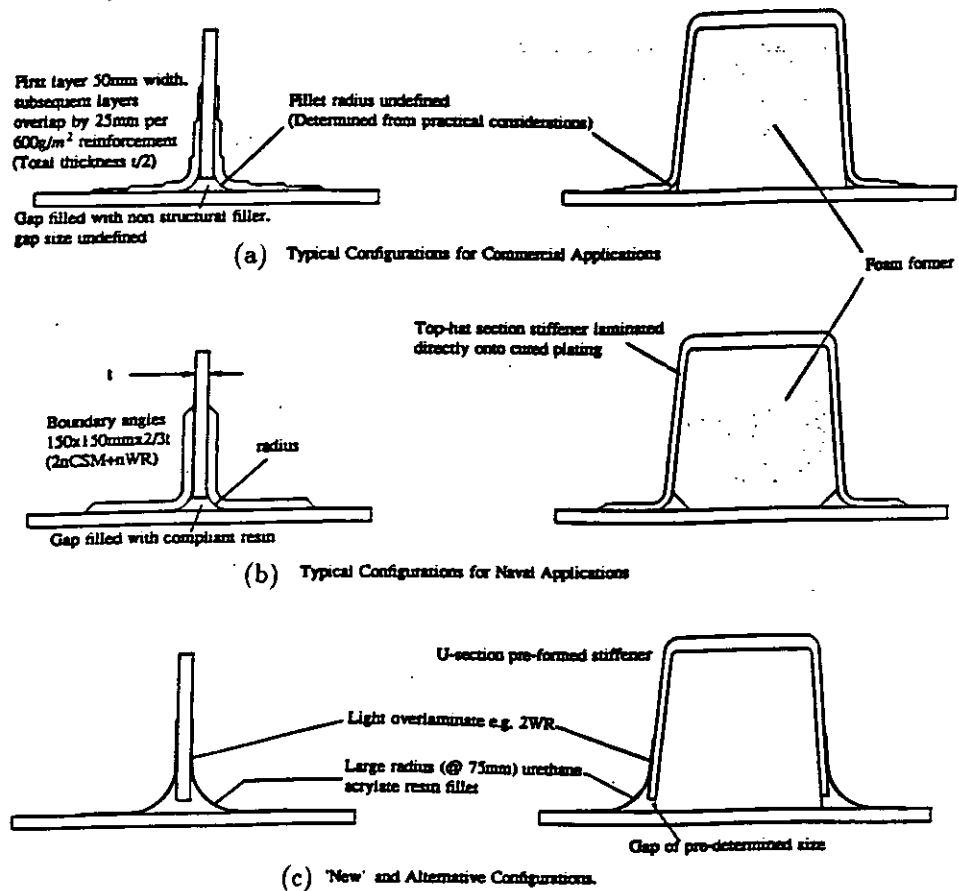 First layer 50mm width,
subsequent layers
overlap by 25mm per
600g/m² reinforcement
(Total thickness t/2)
Fillet radius undefined
(Determined from practical considerations)
Gap filled with non structural filler,
gap size undefined
(a) Typical Configurations for Commercial Applications
Foam former
Top-hat section stiffener laminated
directly onto cured plating
t
Boundary angles
150x150mmx2/3t
(2nCSM+nWR)
radius
Gap filled with compliant resin
(b) Typical Configurations for Naval Applications
U-section pre-formed stiffener
Light overlaminate e.g. 2WR
Large radius (@ 75mm) urethane
acrylate resin fillet
Gap of pre-determined size
(c) 'New' and Alternative Configurations.